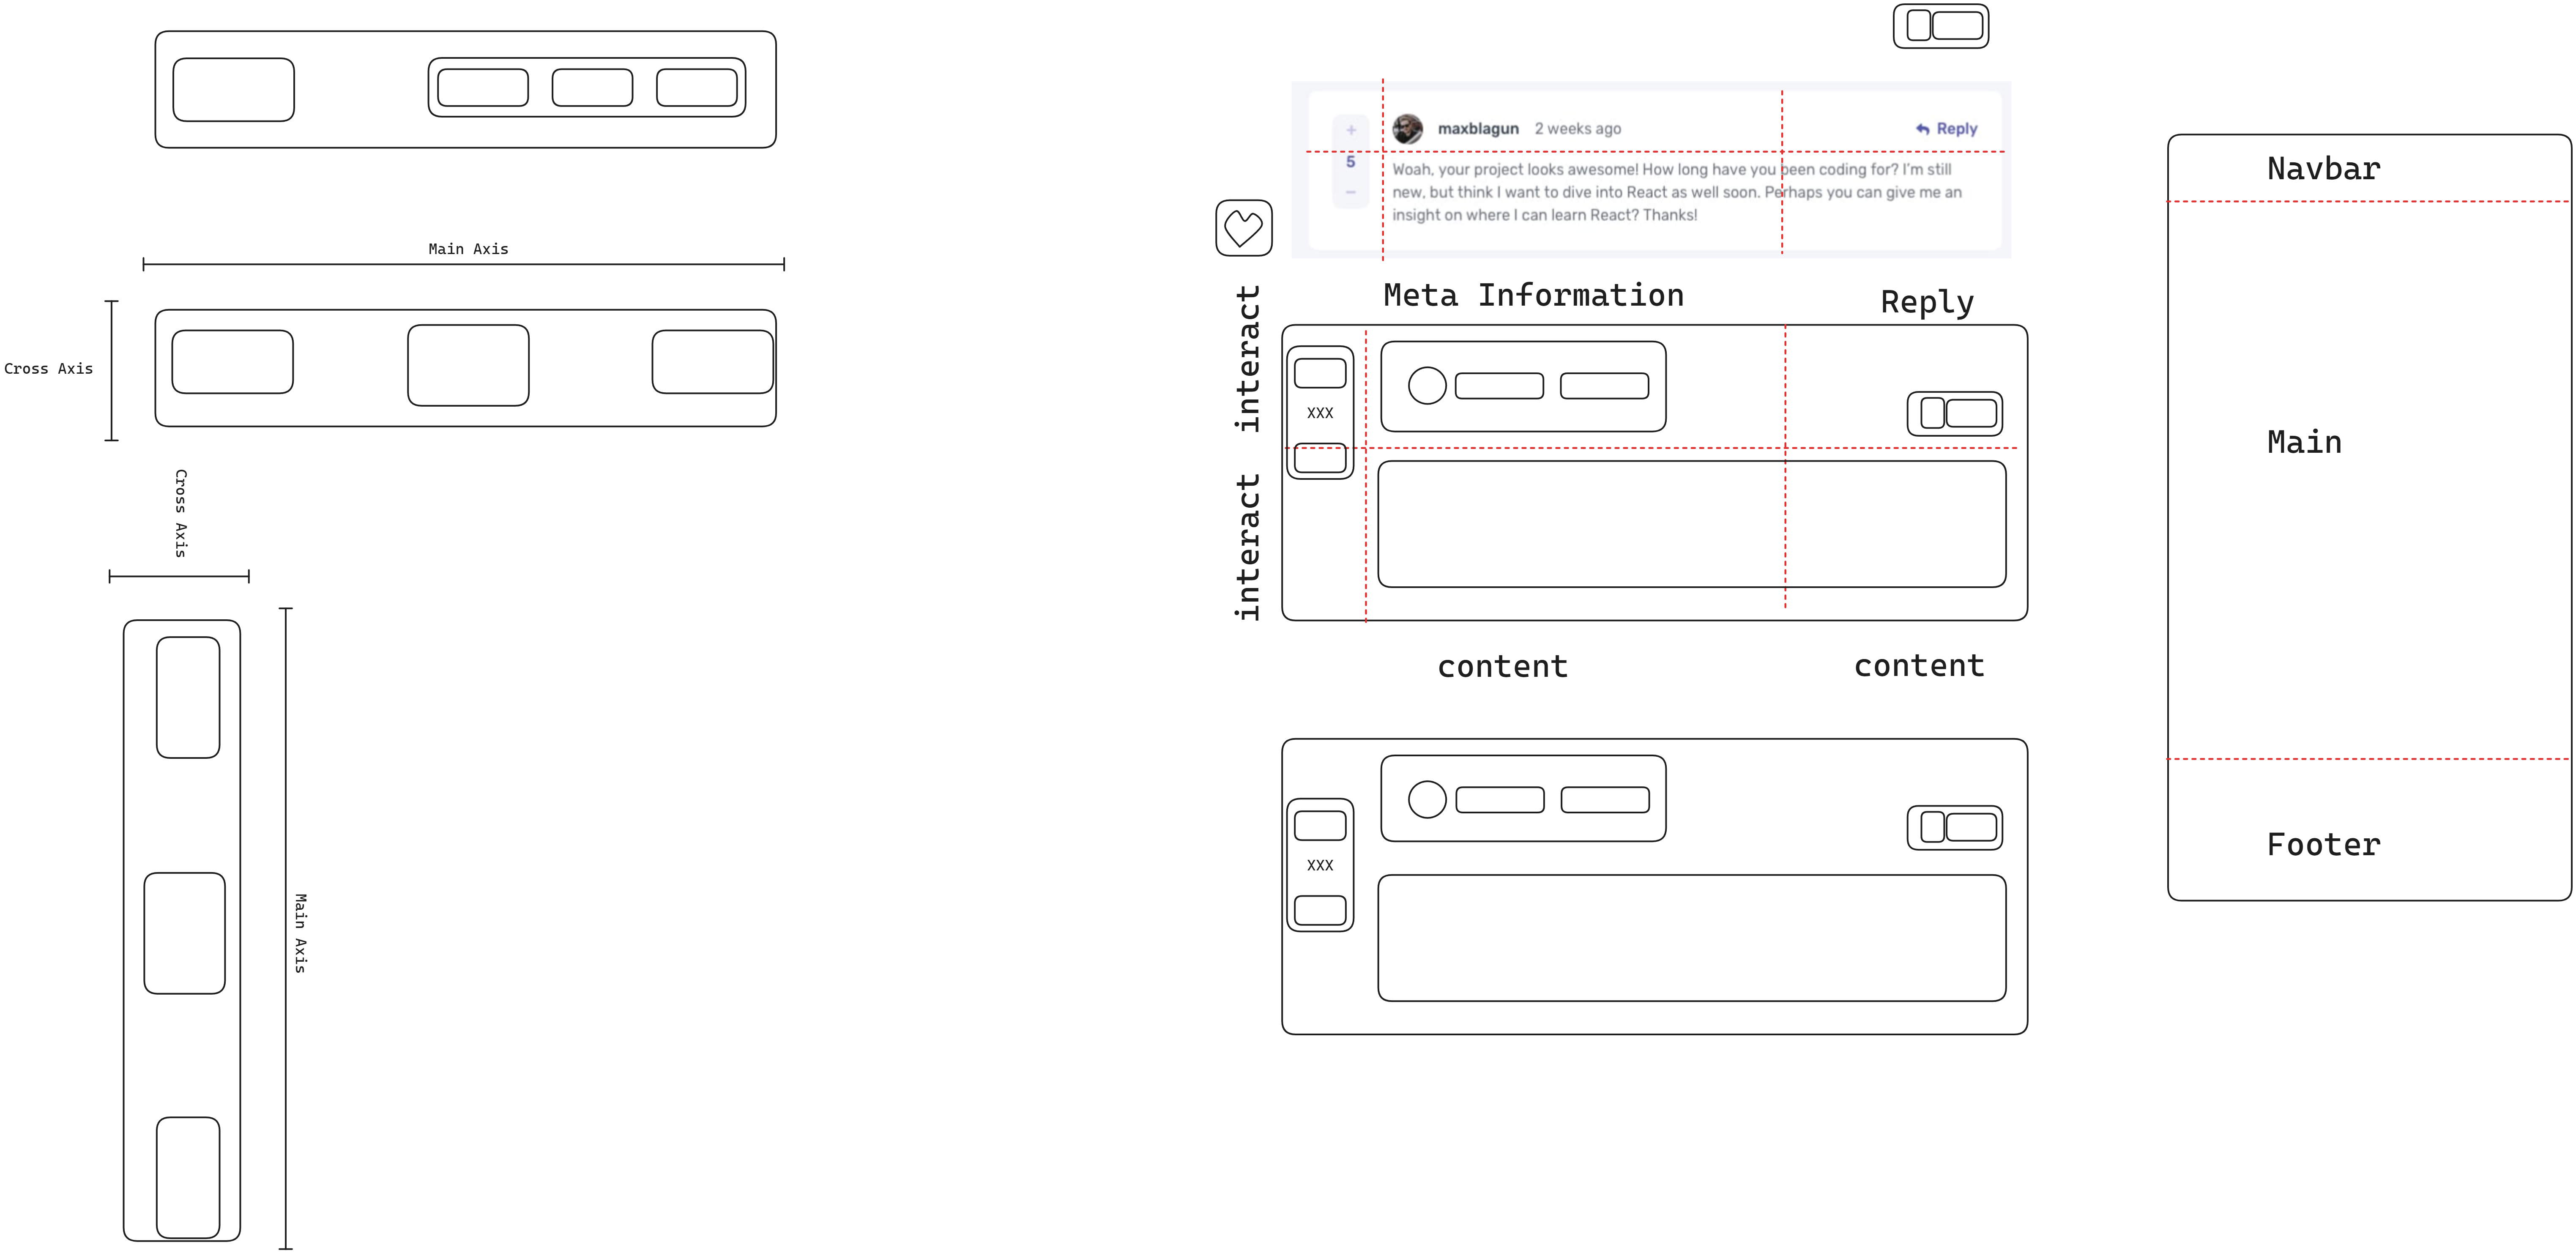 Main Axis
Cross Axis
Cross Axis
Main Axis
+
5
−
maxblagun 2 weeks ago
Reply
Woah, your project looks awesome! How long have you been coding for? I'm still
new, but think I want to dive into React as well soon. Perhaps you can give me an
insight on where I can learn React? Thanks!
interact
interact
Meta Information
Reply
XXX
content
content
XXX
Navbar
Main
Footer